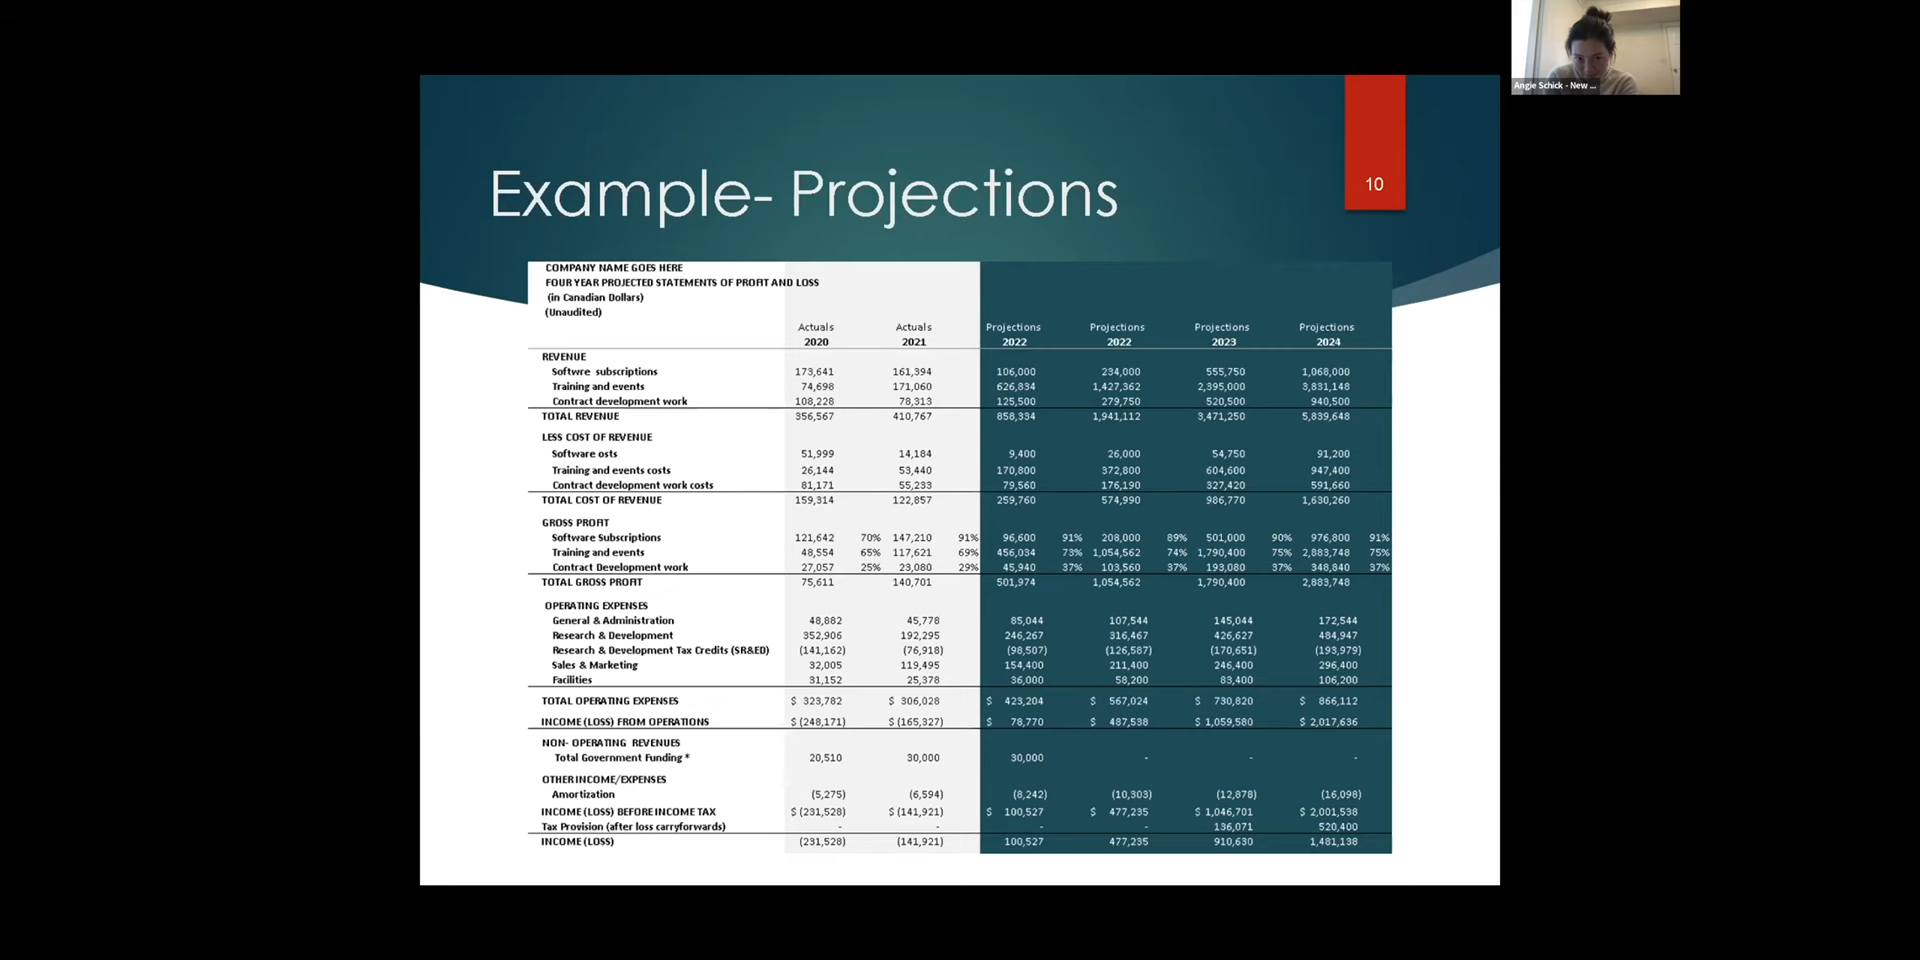 Angie Schick - New ...
10
Example- Projections
COMPANY NAME GOES HERE
FOUR YEAR PROJECTED STATEMENTS OF PROFIT AND LOSS
(in Canadian Dollars)
(Unaudited)
Actuals Actuals Projections Projections Projections Projections
2020 2021 2022 2022 2023 2024
REVENUE
Softwre subscriptions 173,641 161,394 106,000 234,000 555,750 1,068,000
Training and events 74,698 171,060 626,834 1,427,362 2,395,000 3,831,148
Contract development work 108,228 78,313 125,500 279,750 520,500 940,500
TOTAL REVENUE 356,567 410,767 858,334 1,941,112 3,471,250 5,839,648
LESS COST OF REVENUE
Software osts 51,999 14,184 9,400 26,000 54,750 91,200
Training and events costs 26,144 53,440 170,800 372,800 604,600 947,400
Contract development work costs 81,171 55,233 79,560 176,190 327,420 591,660
TOTAL COST OF REVENUE 159,314 122,857 259,760 574,990 986,770 1,630,260
GROSS PROFIT
Software Subscriptions 121,642 70% 147,210 91% 96,600 91% 208,000 89% 501,000 90% 976,800 91%
Training and events 48,554 65% 117,621 69% 456,034 73% 1,054,562 74% 1,790,400 75% 2,883,748 75%
Contract Development work 27,057 25% 23,080 29% 45,940 37% 103,560 37% 193,080 37% 348,840 37%
TOTAL GROSS PROFIT 75,611 140,701 501,974 1,054,562 1,790,400 2,883,748
OPERATING EXPENSES
General & Administration 48,882 45,778 85,044 107,544 145,044 172,544
Research & Development 352,906 192,295 246,267 316,467 426,627 484,947
Research & Development Tax Credits (SR&ED) (141,162) (76,918) (98,507) (126,587) (170,651) (193,979)
Sales & Marketing 32,005 119,495 154,400 211,400 246,400 296,400
Facilities 31,152 25,378 36,000 58,200 83,400 106,200
TOTAL OPERATING EXPENSES $ 323,782 $ 306,028 $ 423,204 $ 567,024 $ 730,820 $ 866,112
INCOME (LOSS) FROM OPERATIONS $ (248,171) $ (165,327) $ 78,770 $ 487,538 $ 1,059,580 $ 2,017,636
NON- OPERATING REVENUES
Total Government Funding * 20,510 30,000 30,000 - - -
OTHER INCOME/EXPENSES
Amortization (5,275) (6,594) (8,242) (10,303) (12,878) (16,098)
INCOME (LOSS) BEFORE INCOME TAX $ (231,528) $ (141,921) $ 100,527 $ 477,235 $ 1,046,701 $ 2,001,538
Tax Provision (after loss carryforwards) - - - - 136,071 520,400
INCOME (LOSS) (231,528) (141,921) 100,527 477,235 910,630 1,481,138